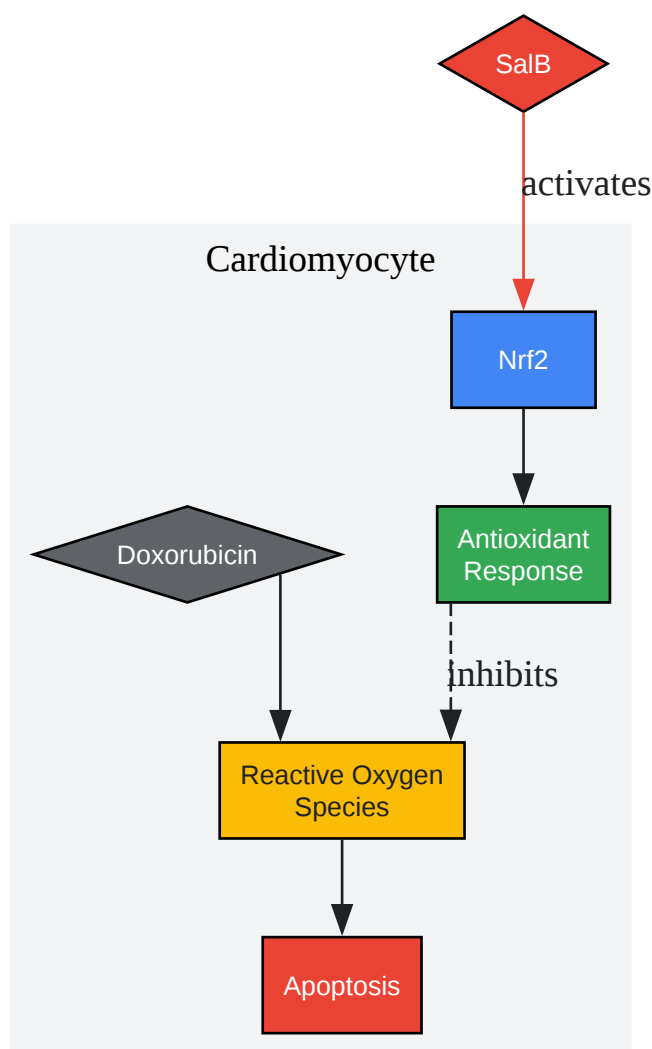 SalB
activates
Cardiomyocyte
Nrf2
Doxorubicin
Antioxidant
Response
inhibits
Reactive Oxygen
Species
Apoptosis